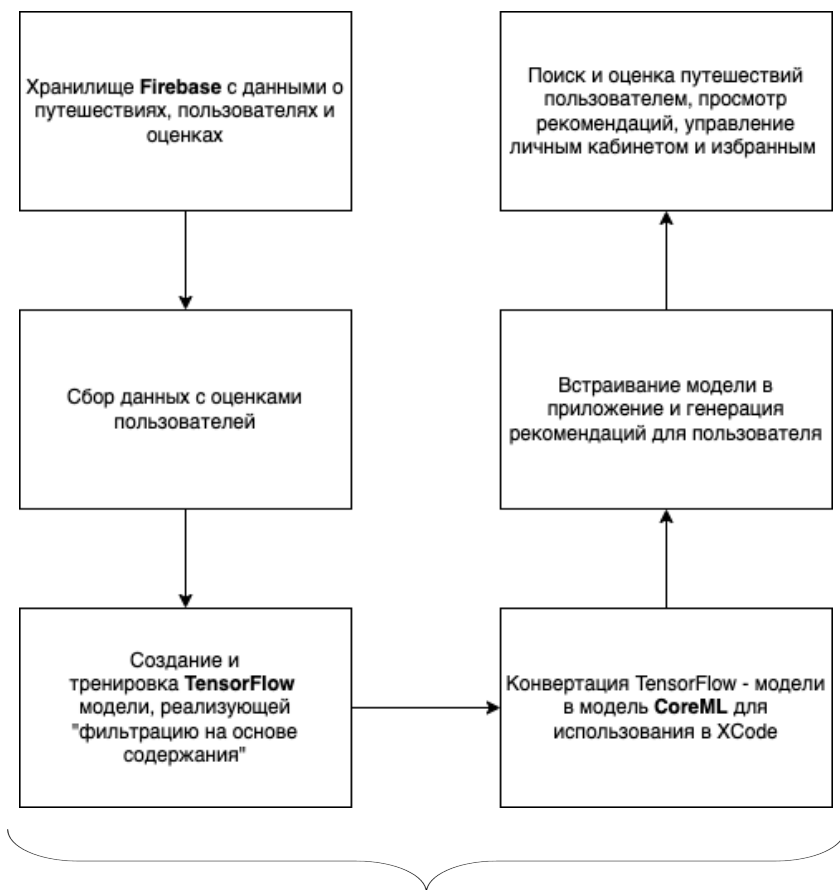 Хранилище Firebase с данными о
путешествиях, пользователях и
оценках
Сбор данных с оценками
пользователей
Создание и
тренировка TensorFlow
модели, реализующей
"фильтрацию на основе
содержания"
Конвертация TensorFlow - модели
в модель CoreML для
использования в XCode
Встраивание модели в
приложение и генерация
рекомендаций для пользователя
Поиск и оценка путешествий
пользователем, просмотр
рекомендаций, управление
личным кабинетом и избранным